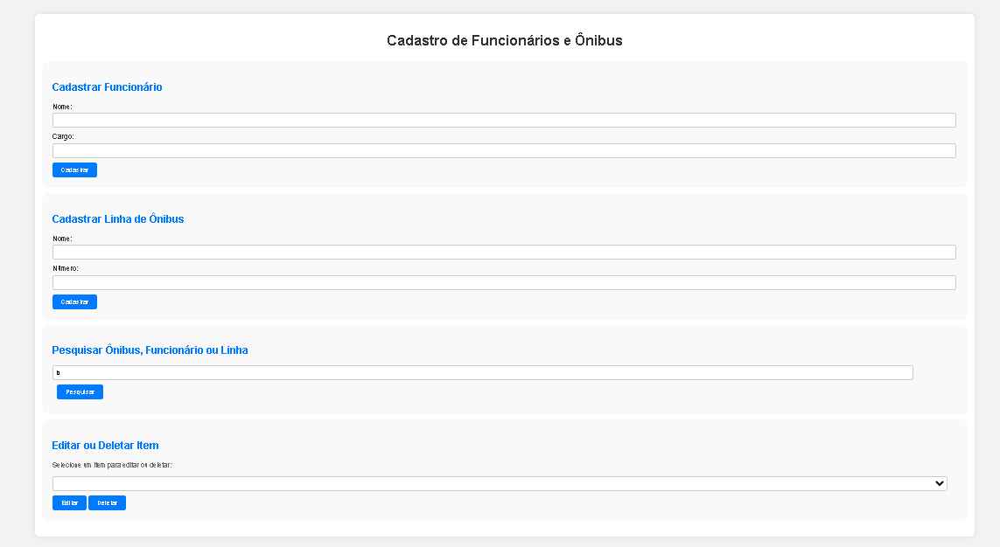 Cadastro de Funcionários e Ônibus
Cadastrar Funcionário
Nome:
Cargo:
Cadastrar
Cadastrar Linha de Ônibus
Nome:
Número:
Cadastrar
Pesquisar Ônibus, Funcionário ou Linha
b
Pesquisar
Editar ou Deletar Item
Selecione um item para editar ou deletar:
Editar Deletar